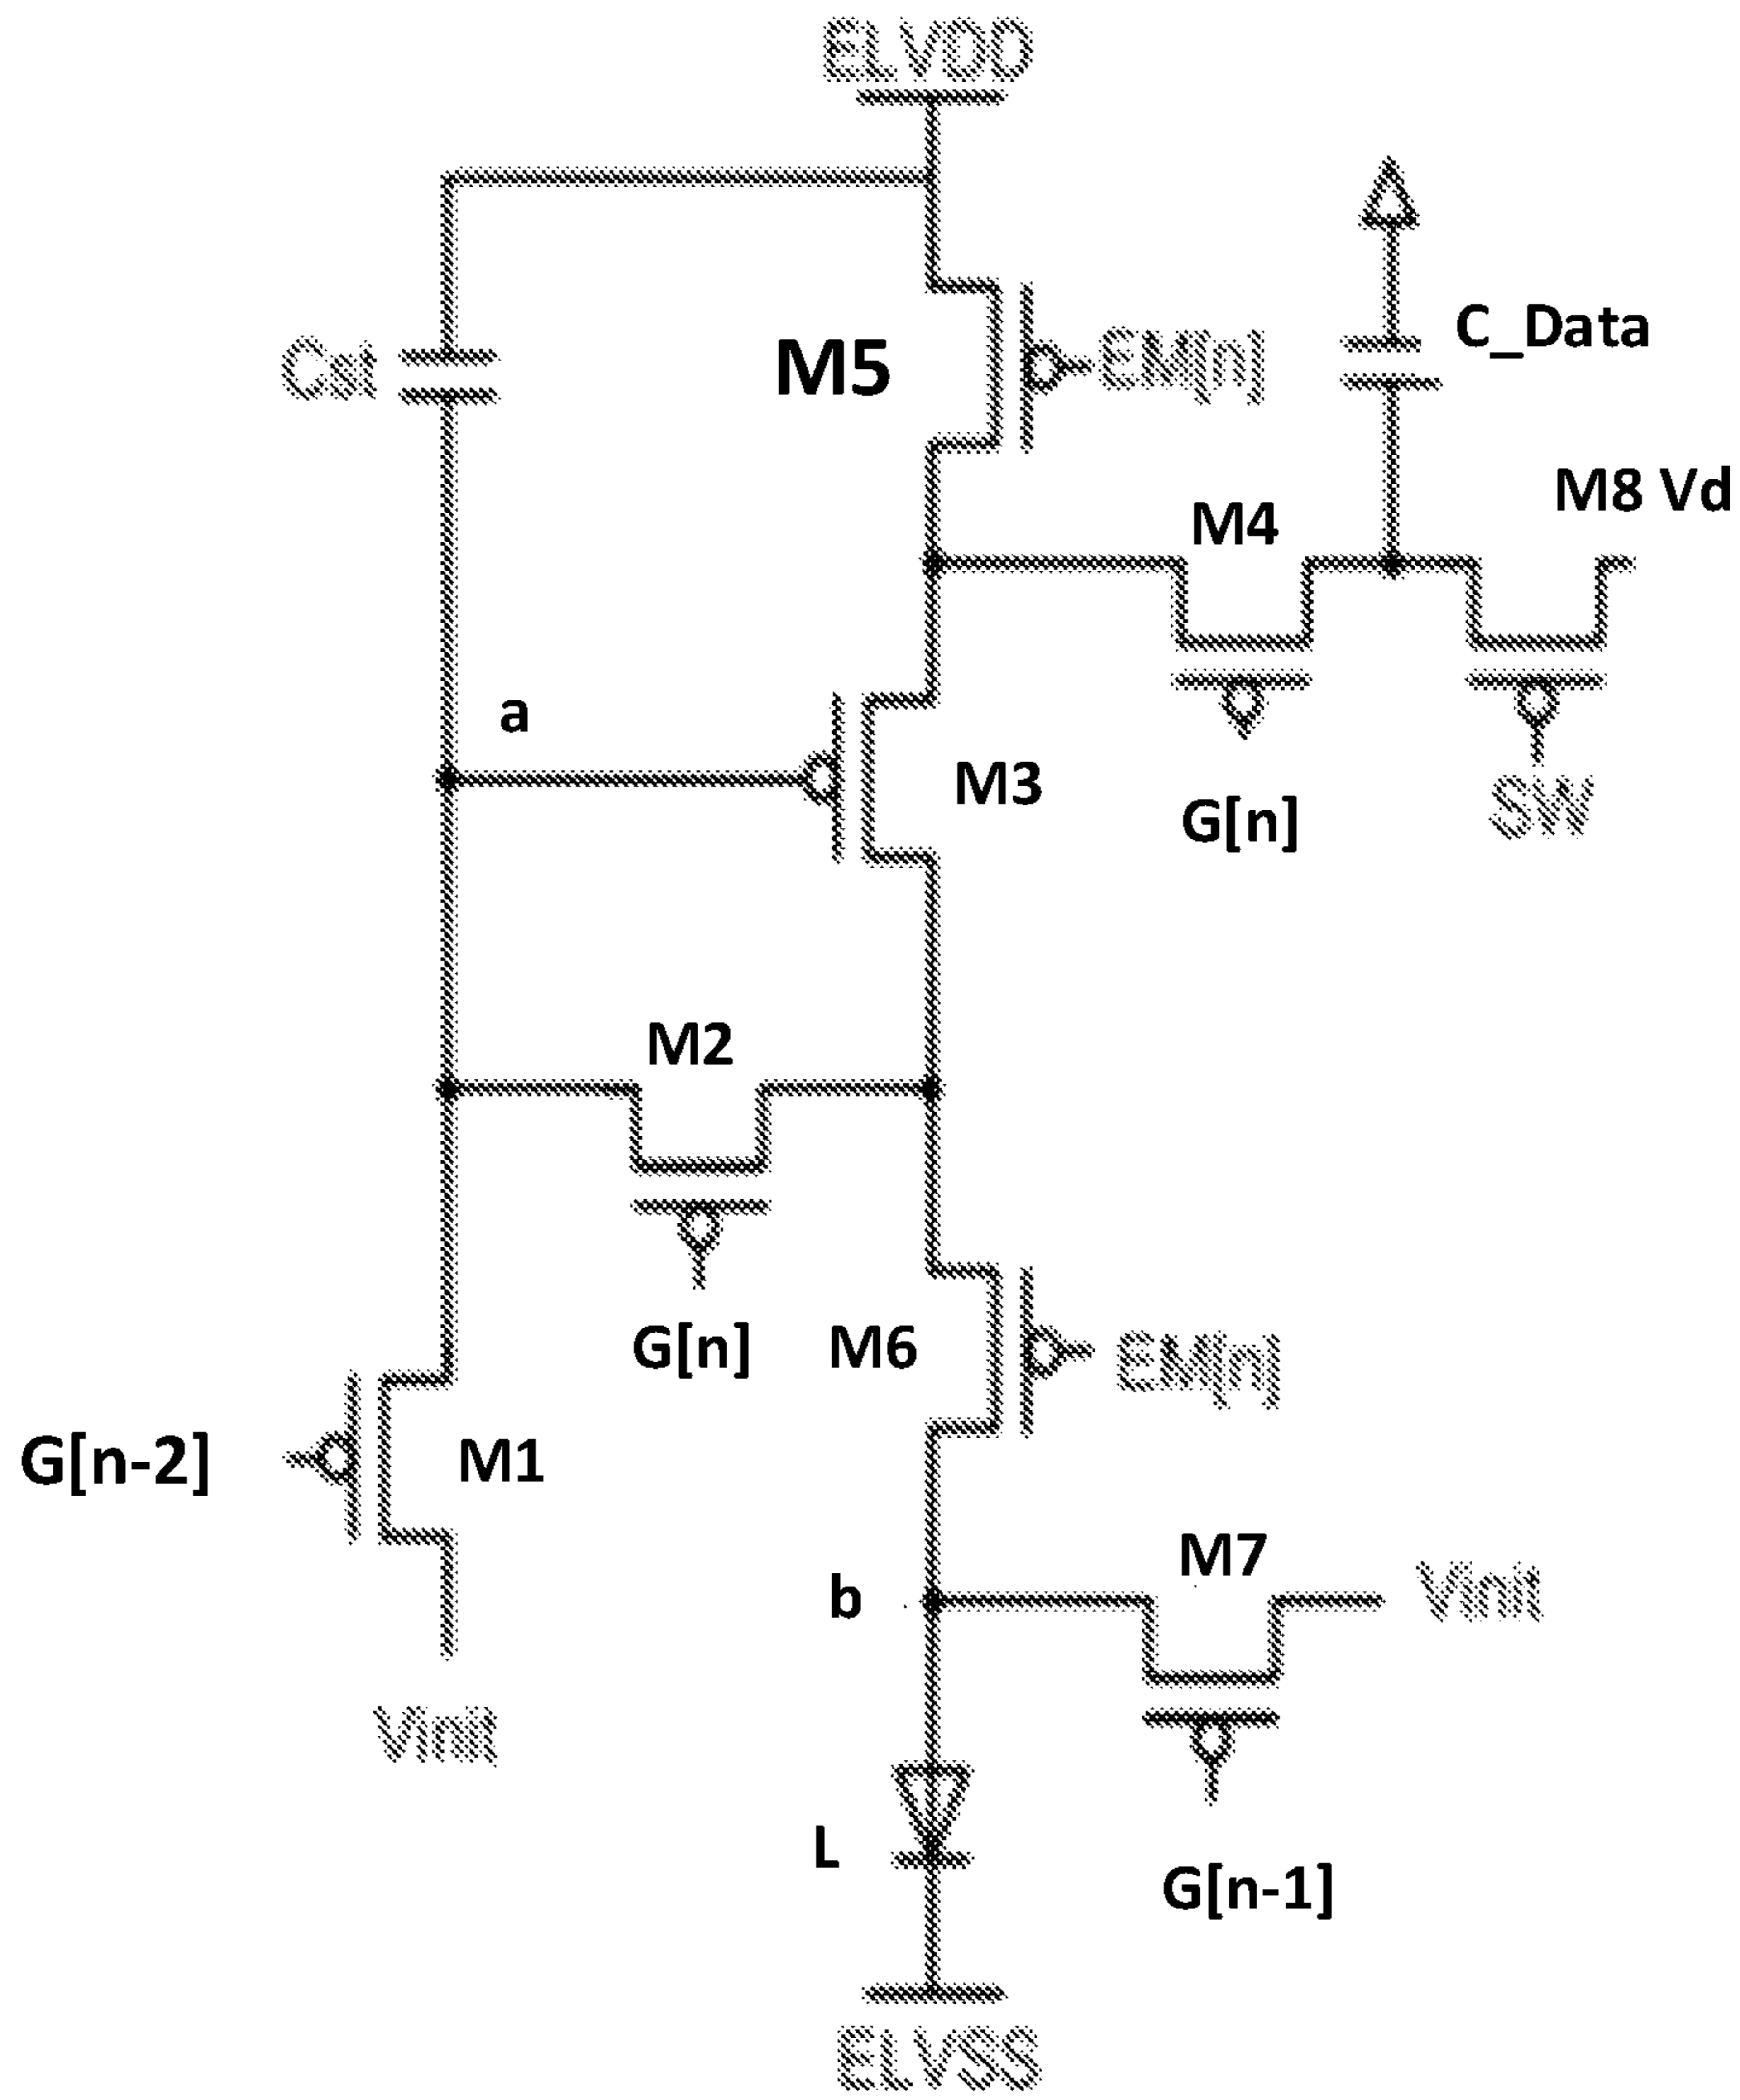 ELVDD
Cst
M5
EM[n]
C_Data
M4
M8 Vd
a
M3
G[n]
SW
M2
G[n]
M6
EM[n]
G[n-2]
M1
M7
b
Vinit
Vinit
L
G[n-1]
ELVSS